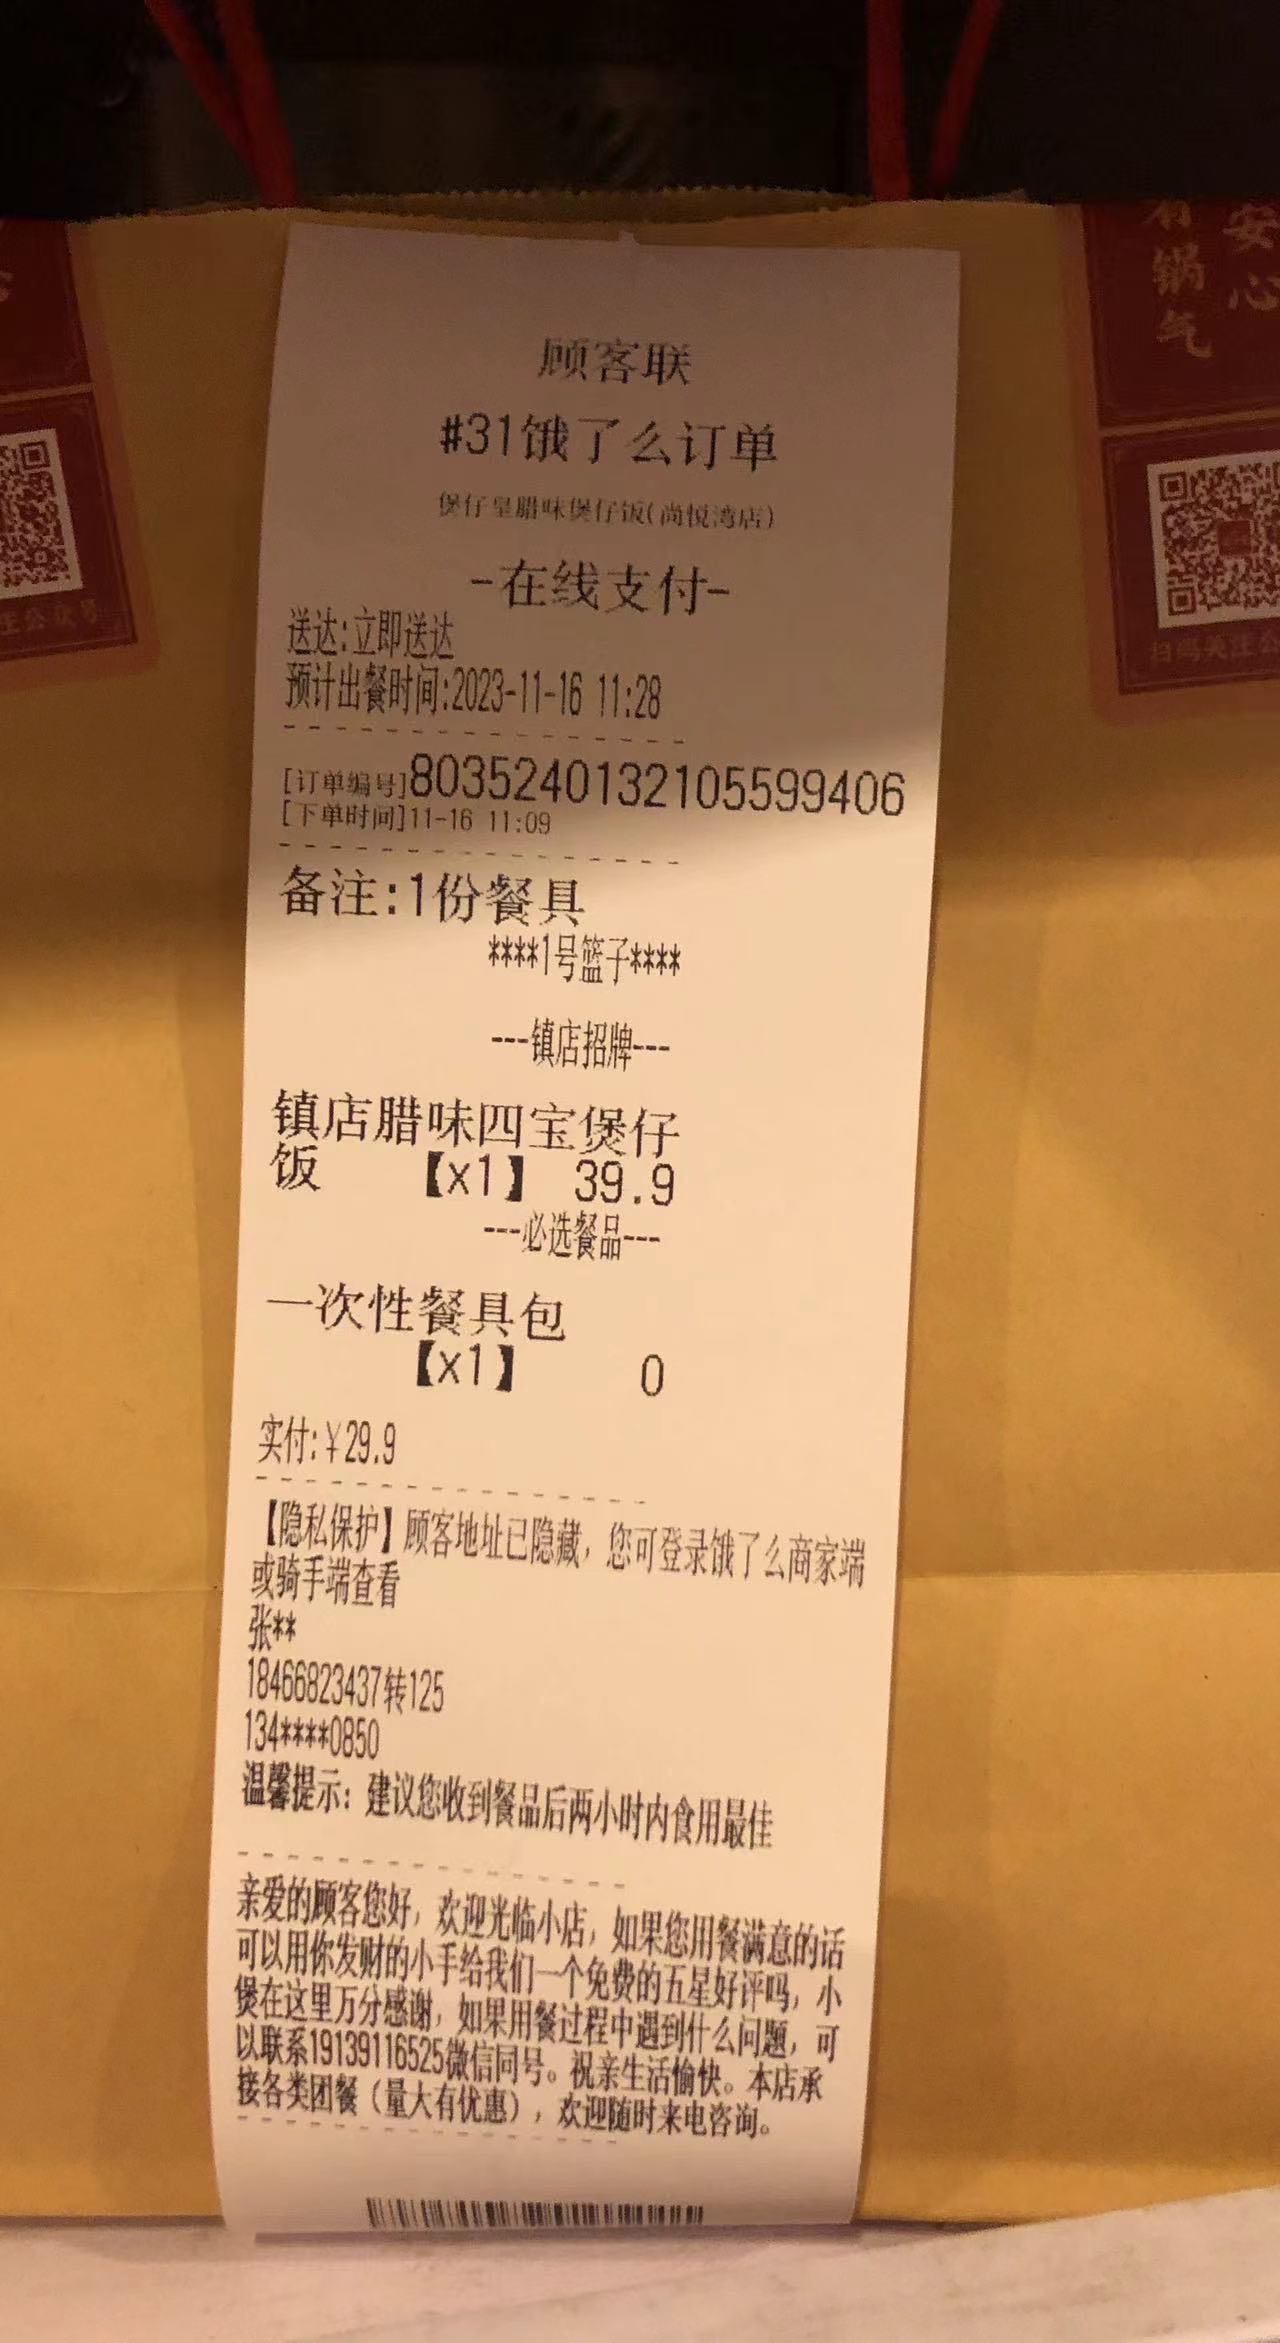 顾客联
#31饿了么订单
煲仔皇腊味煲仔饭(尚悦湾店)
-在线支付-
送达:立即送达
预计出餐时间:2023-11-16 11:28
[订单编号]8035240132105599406
[下单时间]11-16 11:09
备注:1份餐具
****1号篮子****
---镇店招牌---
镇店腊味四宝煲仔
饭 【x1】 39.9
---必选餐品---
一次性餐具包
【x1】 0
实付:¥29.9
【隐私保护】顾客地址已隐藏，您可登录饿了么商家端
或骑手端查看
张**
18466823437转125
134****0850
温馨提示：建议您收到餐品后两小时内食用最佳
亲爱的顾客您好，欢迎光临小店，如果您用餐满意的话
可以用你发财的小手给我们一个免费的五星好评吗，小
煲在这里万分感谢，如果用餐过程中遇到什么问题，可
以联系19139116525微信同号。祝亲生活愉快。本店承
接各类团餐（量大有优惠），欢迎随时来电咨询。
有锅气
安心
扫码关注公
注公众号